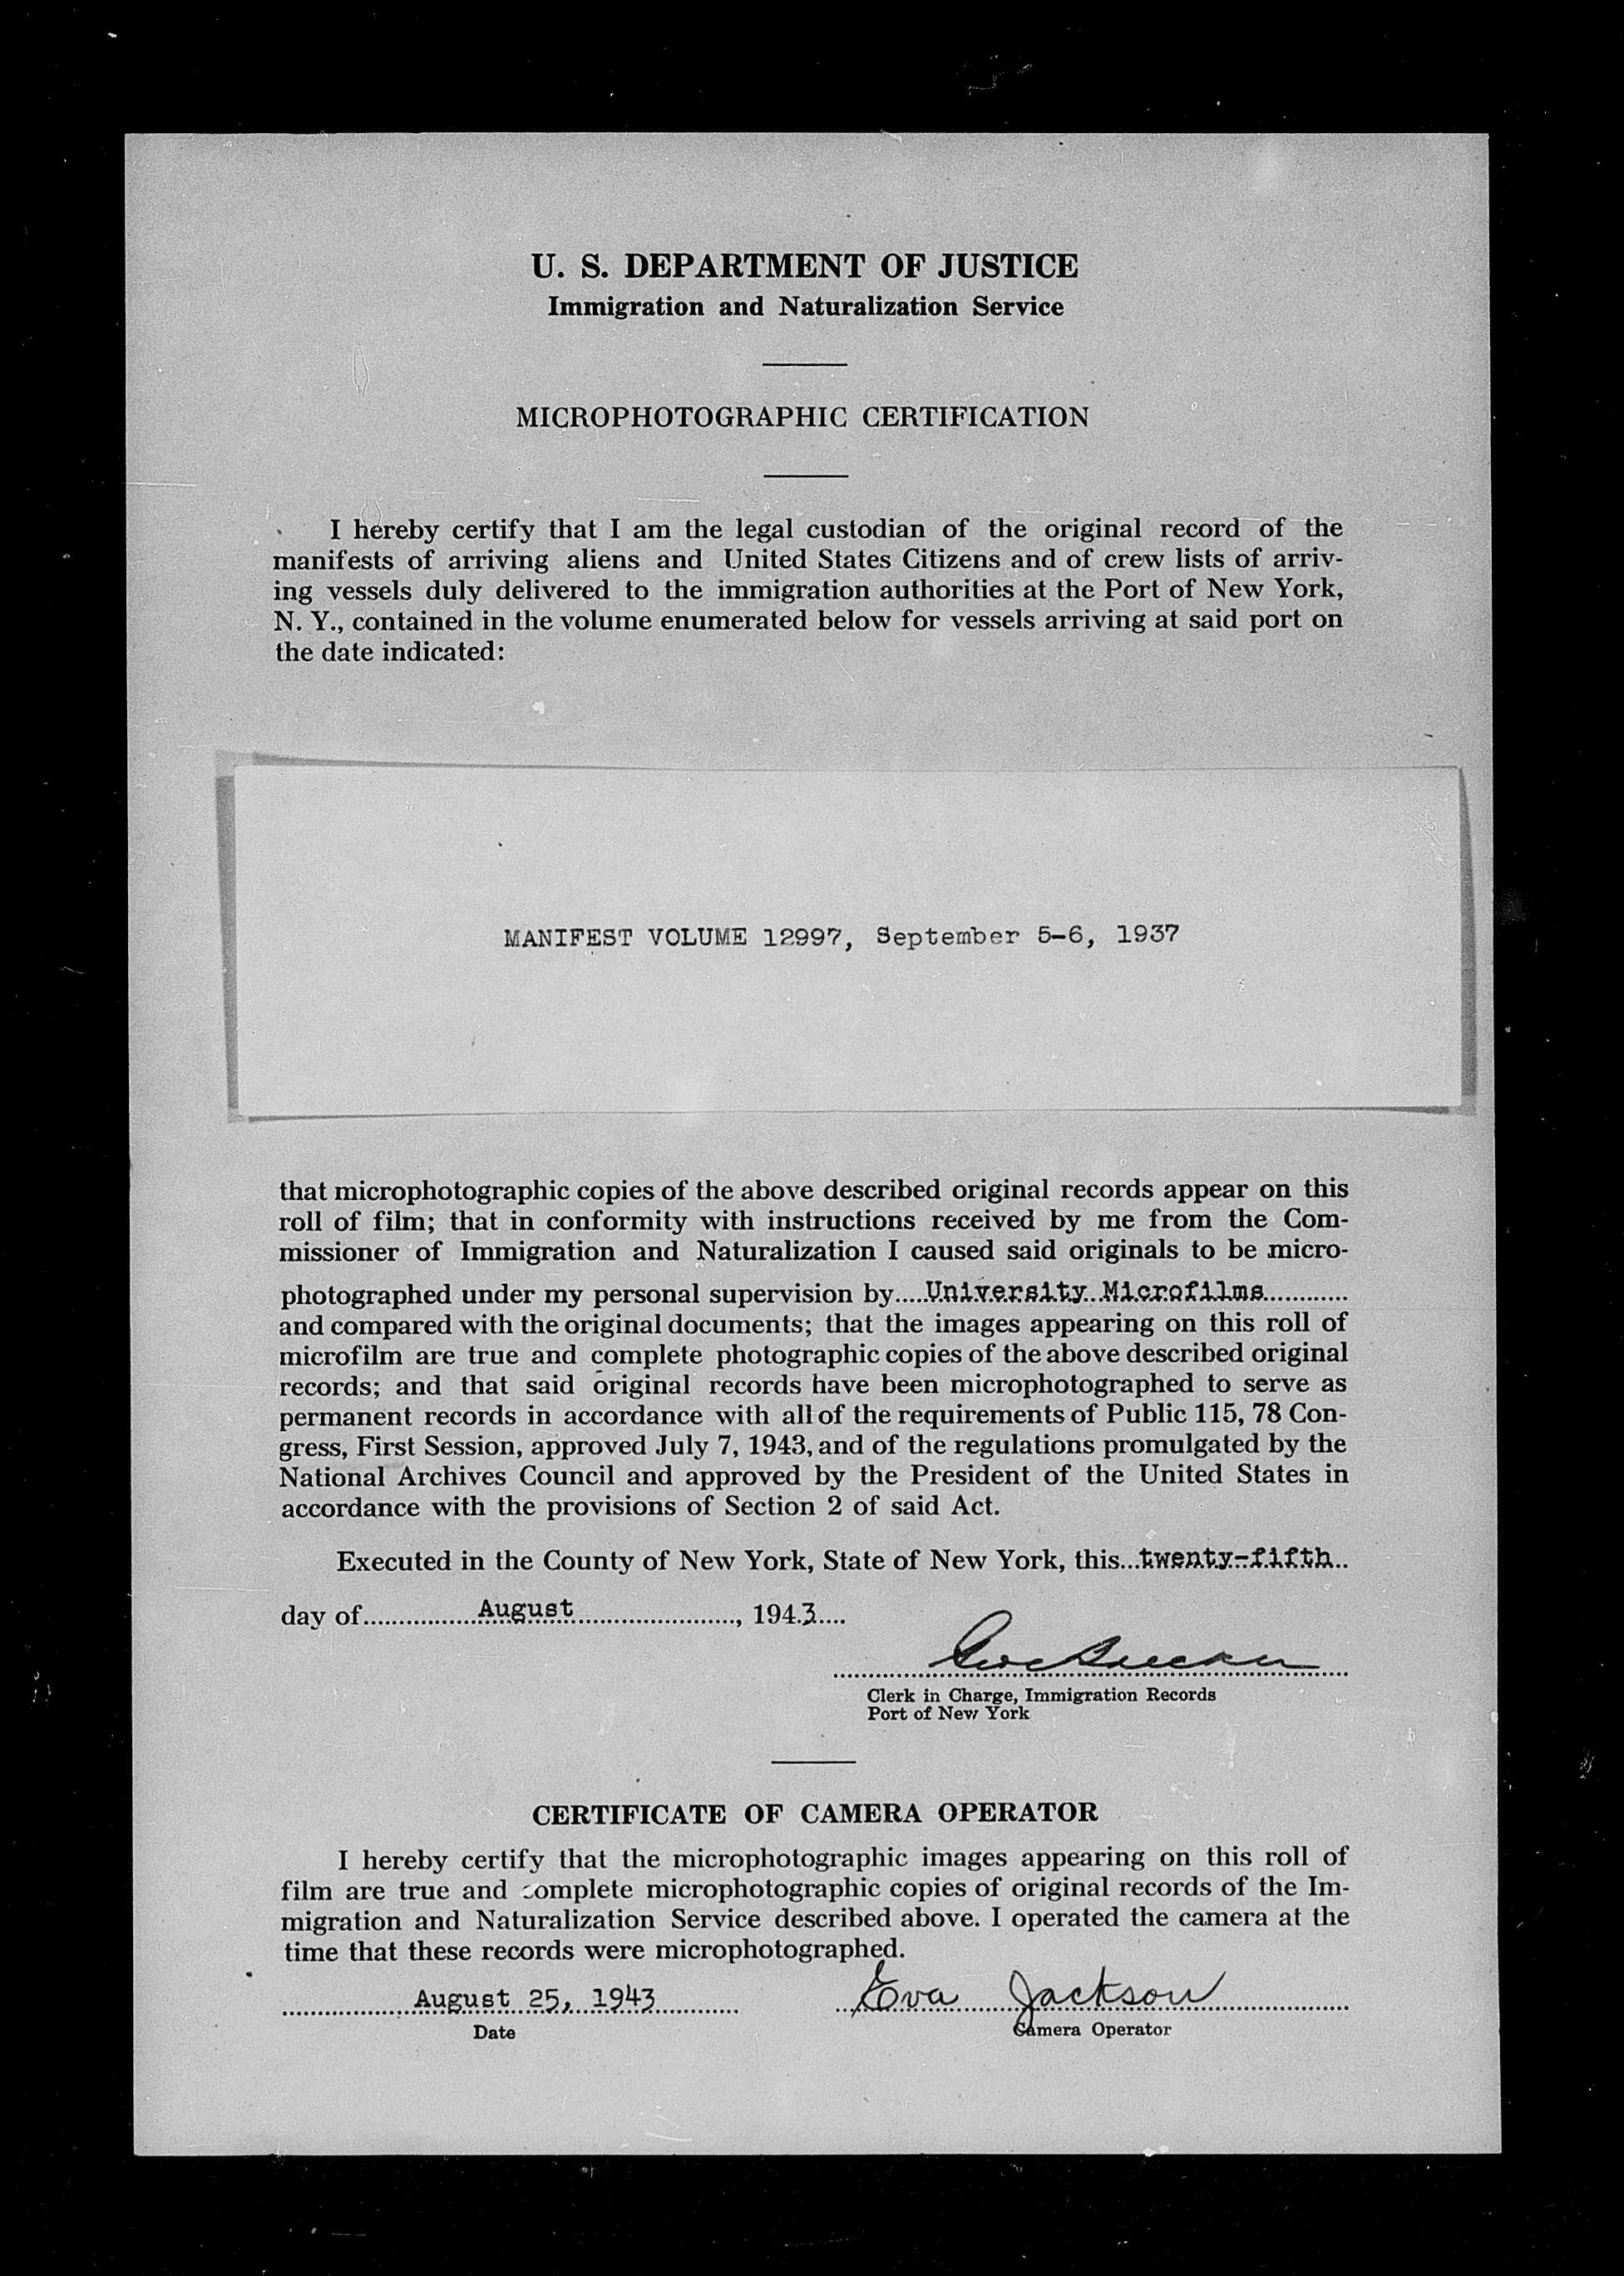 U. S. DEPARTMENT OF JUSTICE
Immigration and Naturalization Service
MICROPHOTOGRAPHIC CERTIFICATION
I hereby certify that I am the legal custodian of the original record of the
manifests of arriving aliens and United States Citizens and of crew lists of arriv-
ing vessels duly delivered to the immigration authorities at the Port of New York,
N. Y., contained in the volume enumerated below for vessels arriving at said port on
the date indicated:
MANIFEST VOLUME 12997, September 5-6, 1937
that microphotographic copies of the above described original records appear on this
roll of film; that in conformity with instructions received by me from the Com-
missioner of Immigration and Naturalization I caused said originals to be micro-
photographed under my personal supervision by.....University Microfilms............
and compared with the original documents; that the images appearing on this roll of
microfilm are true and complete photographic copies of the above described original
records; and that said original records have been microphotographed to serve as
permanent records in accordance with all of the requirements of Public 115, 78 Con-
gress, First Session, approved July 7, 1943, and of the regulations promulgated by the
National Archives Council and approved by the President of the United States in
accordance with the provisions of Section 2 of said Act.
Executed in the County of New York, State of New York, this...twenty-fifth..
day of................August......................., 1943....
Clerk in Charge, Immigration Records
Port of New York
CERTIFICATE OF CAMERA OPERATOR
I hereby certify that the microphotographic images appearing on this roll of
film are true and complete microphotographic copies of original records of the Im-
migration and Naturalization Service described above. I operated the camera at the
time that these records were microphotographed.
August 25, 1943 Eva Jackson
Date Camera Operator